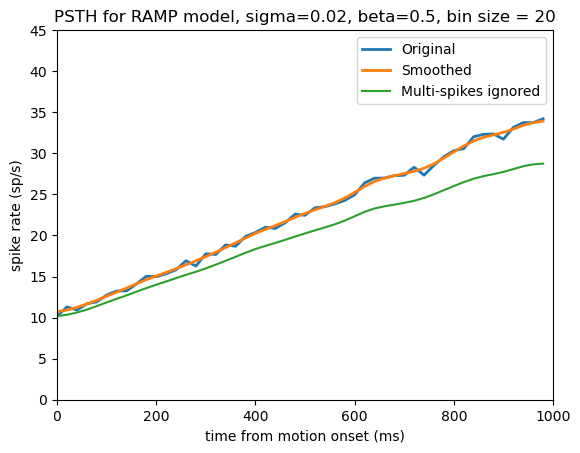 PSTH for RAMP model, sigma=0.02, beta=0.5, bin size = 20
45
40
35
30
25
20
15
10
5
0
spike rate (sp/s)
Original
Smoothed
Multi-spikes ignored
0 200 400 600 800 1000
time from motion onset (ms)